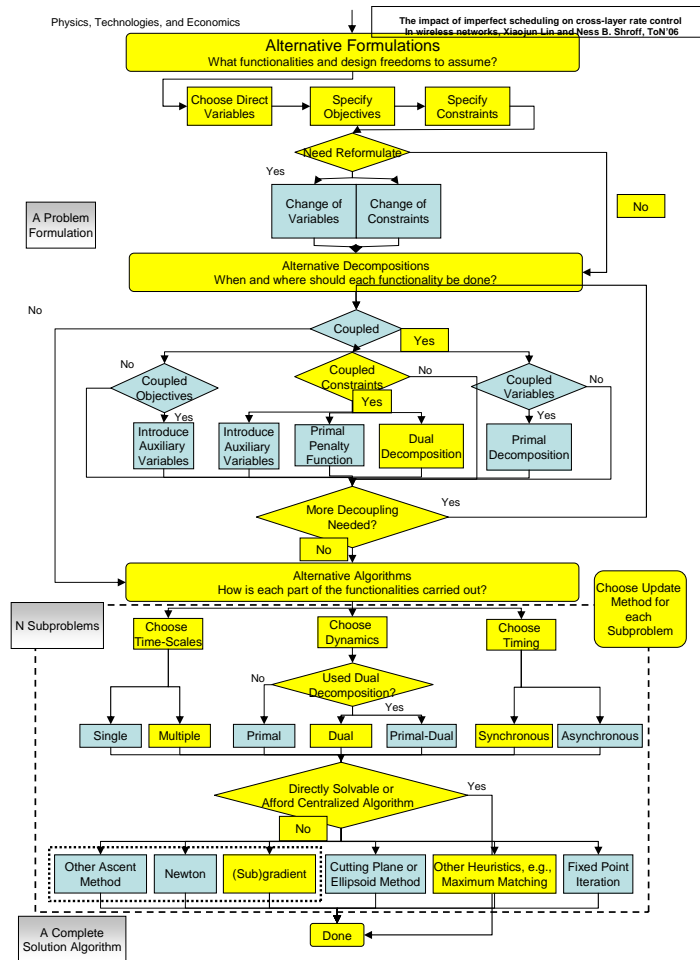 Physics, Technologies, and Economics
The impact of imperfect scheduling on cross-layer rate control
In wireless networks, Xiaojun Lin and Ness B. Shroff, ToN'06
Alternative Formulations
What functionalities and design freedoms to assume?
Choose Direct
Variables
Specify
Objectives
Specify
Constraints
Need Reformulate
Yes
No
Change of
Variables
Change of
Constraints
A Problem
Formulation
Alternative Decompositions
When and where should each functionality be done?
No
Coupled
Yes
No
Coupled
Objectives
Yes
Coupled
Constraints
No
Yes
Coupled
Variables
No
Yes
Introduce
Auxiliary
Variables
Introduce
Auxiliary
Variables
Primal
Penalty
Function
Dual
Decomposition
Primal
Decomposition
More Decoupling
Needed?
Yes
No
Alternative Algorithms
How is each part of the functionalities carried out?
Choose Update
Method for
each
Subproblem
N Subproblems
Choose
Time-Scales
Choose
Dynamics
Choose
Timing
No
Used Dual
Decomposition?
Yes
Single
Multiple
Primal
Dual
Primal-Dual
Synchronous
Asynchronous
Directly Solvable or
Afford Centralized Algorithm
Yes
No
Other Ascent
Method
Newton
(Sub)gradient
Cutting Plane or
Ellipsoid Method
Other Heuristics, e.g.,
Maximum Matching
Fixed Point
Iteration
A Complete
Solution Algorithm
Done